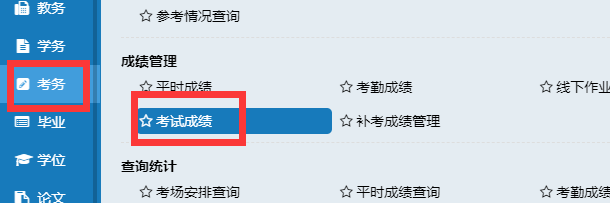 教务
学务
考务
毕业
学位
论文
参考情况查询
成绩管理
平时成绩 考勤成绩 线下作业
考试成绩 补考成绩管理
查询统计
考场安排查询 平时成绩查询 考勤成绩